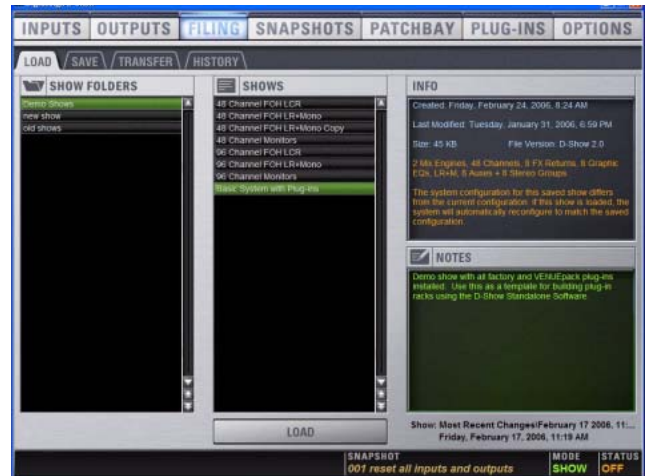 INPUTS OUTPUTS FILING SNAPSHOTS PATCHBAY PLUG-INS OPTIONS
LOAD SAVE TRANSFER HISTORY
SHOW FOLDERS
Demo Shows
new show
old shows
SHOWS
48 Channel FOH LCR
48 Channel FOH LR+Mono
48 Channel FOH LR+Mono Copy
48 Channel Monitors
96 Channel FOH LCR
96 Channel FOH LR+Mono
96 Channel Monitors
Basic System with Plug-ins
LOAD
INFO
Created: Friday, February 24, 2006, 8:24 AM
Last Modified: Tuesday, January 31, 2006, 6:59 PM
Size: 45 KB File Version: D-Show 2.0
2 Mix Engines, 48 Channels, 8 FX
Returns, 8 Graphic
EQs, LR+M, 8 Auxes + 8 Stereo Groups
The system configuration for this saved show differs
from the current configuration. If this show is loaded, the
system will automatically reconfigure to match the saved
configuration.
NOTES
Demo show with all factory and VENUEpack plug-ins
installed. Use this as a template for building plug-in
racks using the D-Show Standalone Software.
Show: Most Recent Changes\February 17 2006, 11:...
Friday, February 17, 2006, 11:19 AM
SNAPSHOT
001 reset all inputs and outputs
MODE
SHOW
STATUS
OFF